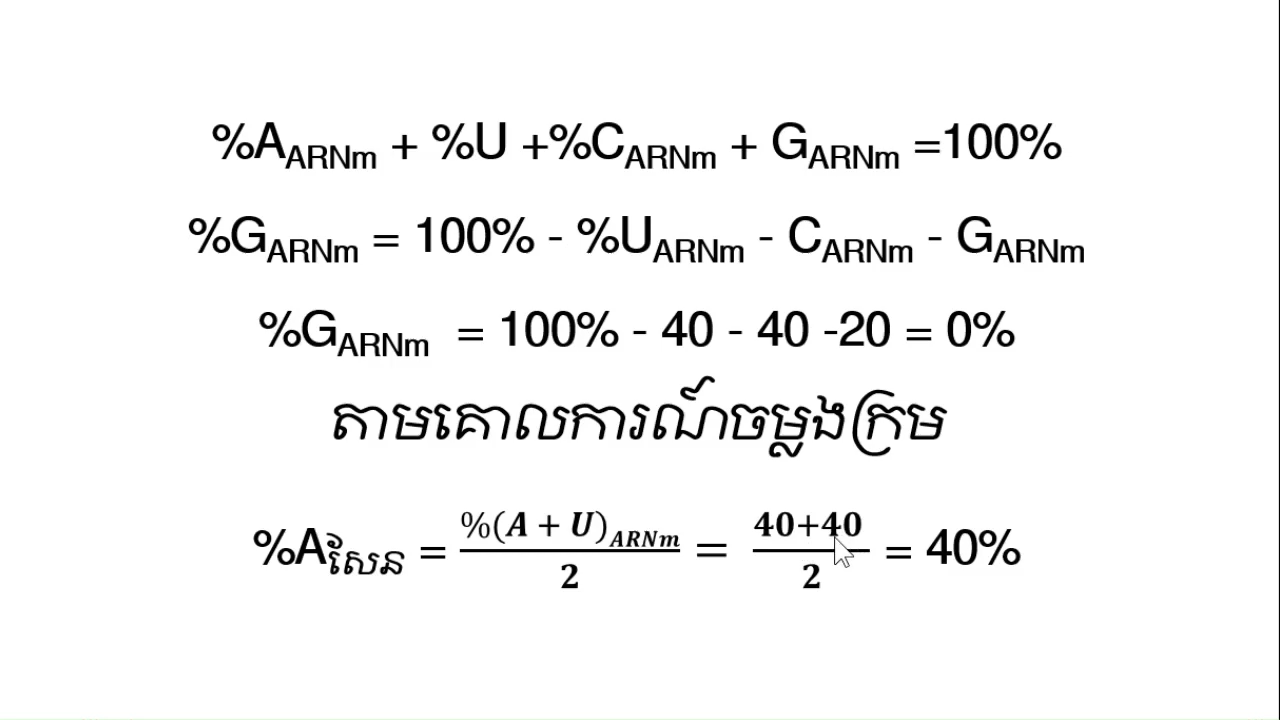 %A_ARNm + %U +%C_ARNm + G_ARNm =100%
%G_ARNm = 100% - %U_ARNm - C_ARNm - G_ARNm
%G_ARNm = 100% - 40 - 40 -20 = 0%
តាមគោលការណ៍ចម្លងក្រម
%A_សែន = %(A + U)_ARNm / 2 = 40+40 / 2 = 40%